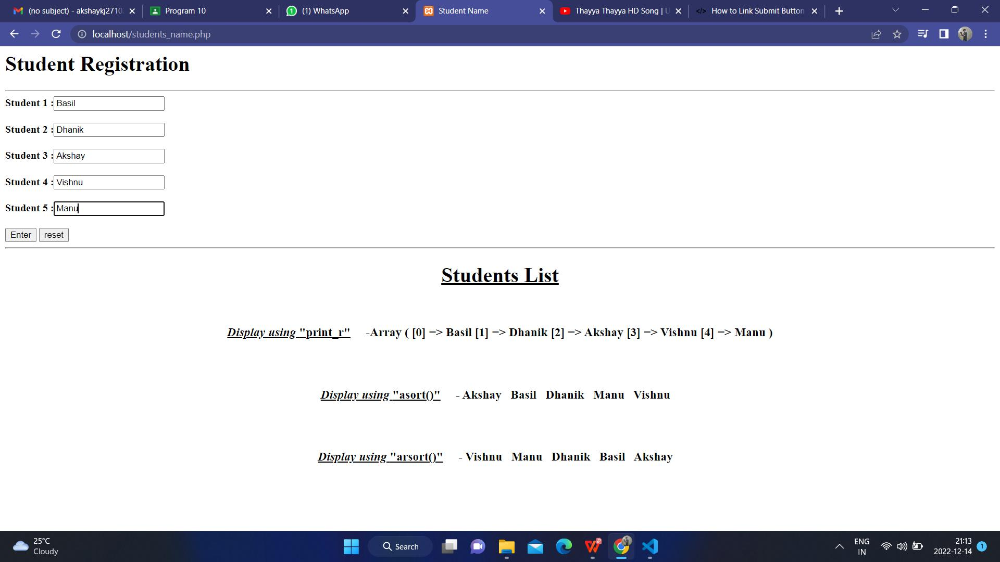 (no subject) - akshaykj2710
Program 10
(1) WhatsApp
Student Name
Thayya Thayya HD Song | U
How to Link Submit Button
localhost/students_name.php
Student Registration
Student 1 : Basil
Student 2 : Dhanik
Student 3 : Akshay
Student 4 : Vishnu
Student 5 : Manu
Enter reset
Students List
Display using "print_r" -Array ( [0] => Basil [1] => Dhanik [2] => Akshay [3] => Vishnu [4] => Manu )
Display using "asort()" - Akshay Basil Dhanik Manu Vishnu
Display using "arsort()" - Vishnu Manu Dhanik Basil Akshay
25°C
Cloudy
Search
ENG
IN
21:13
2022-12-14
1